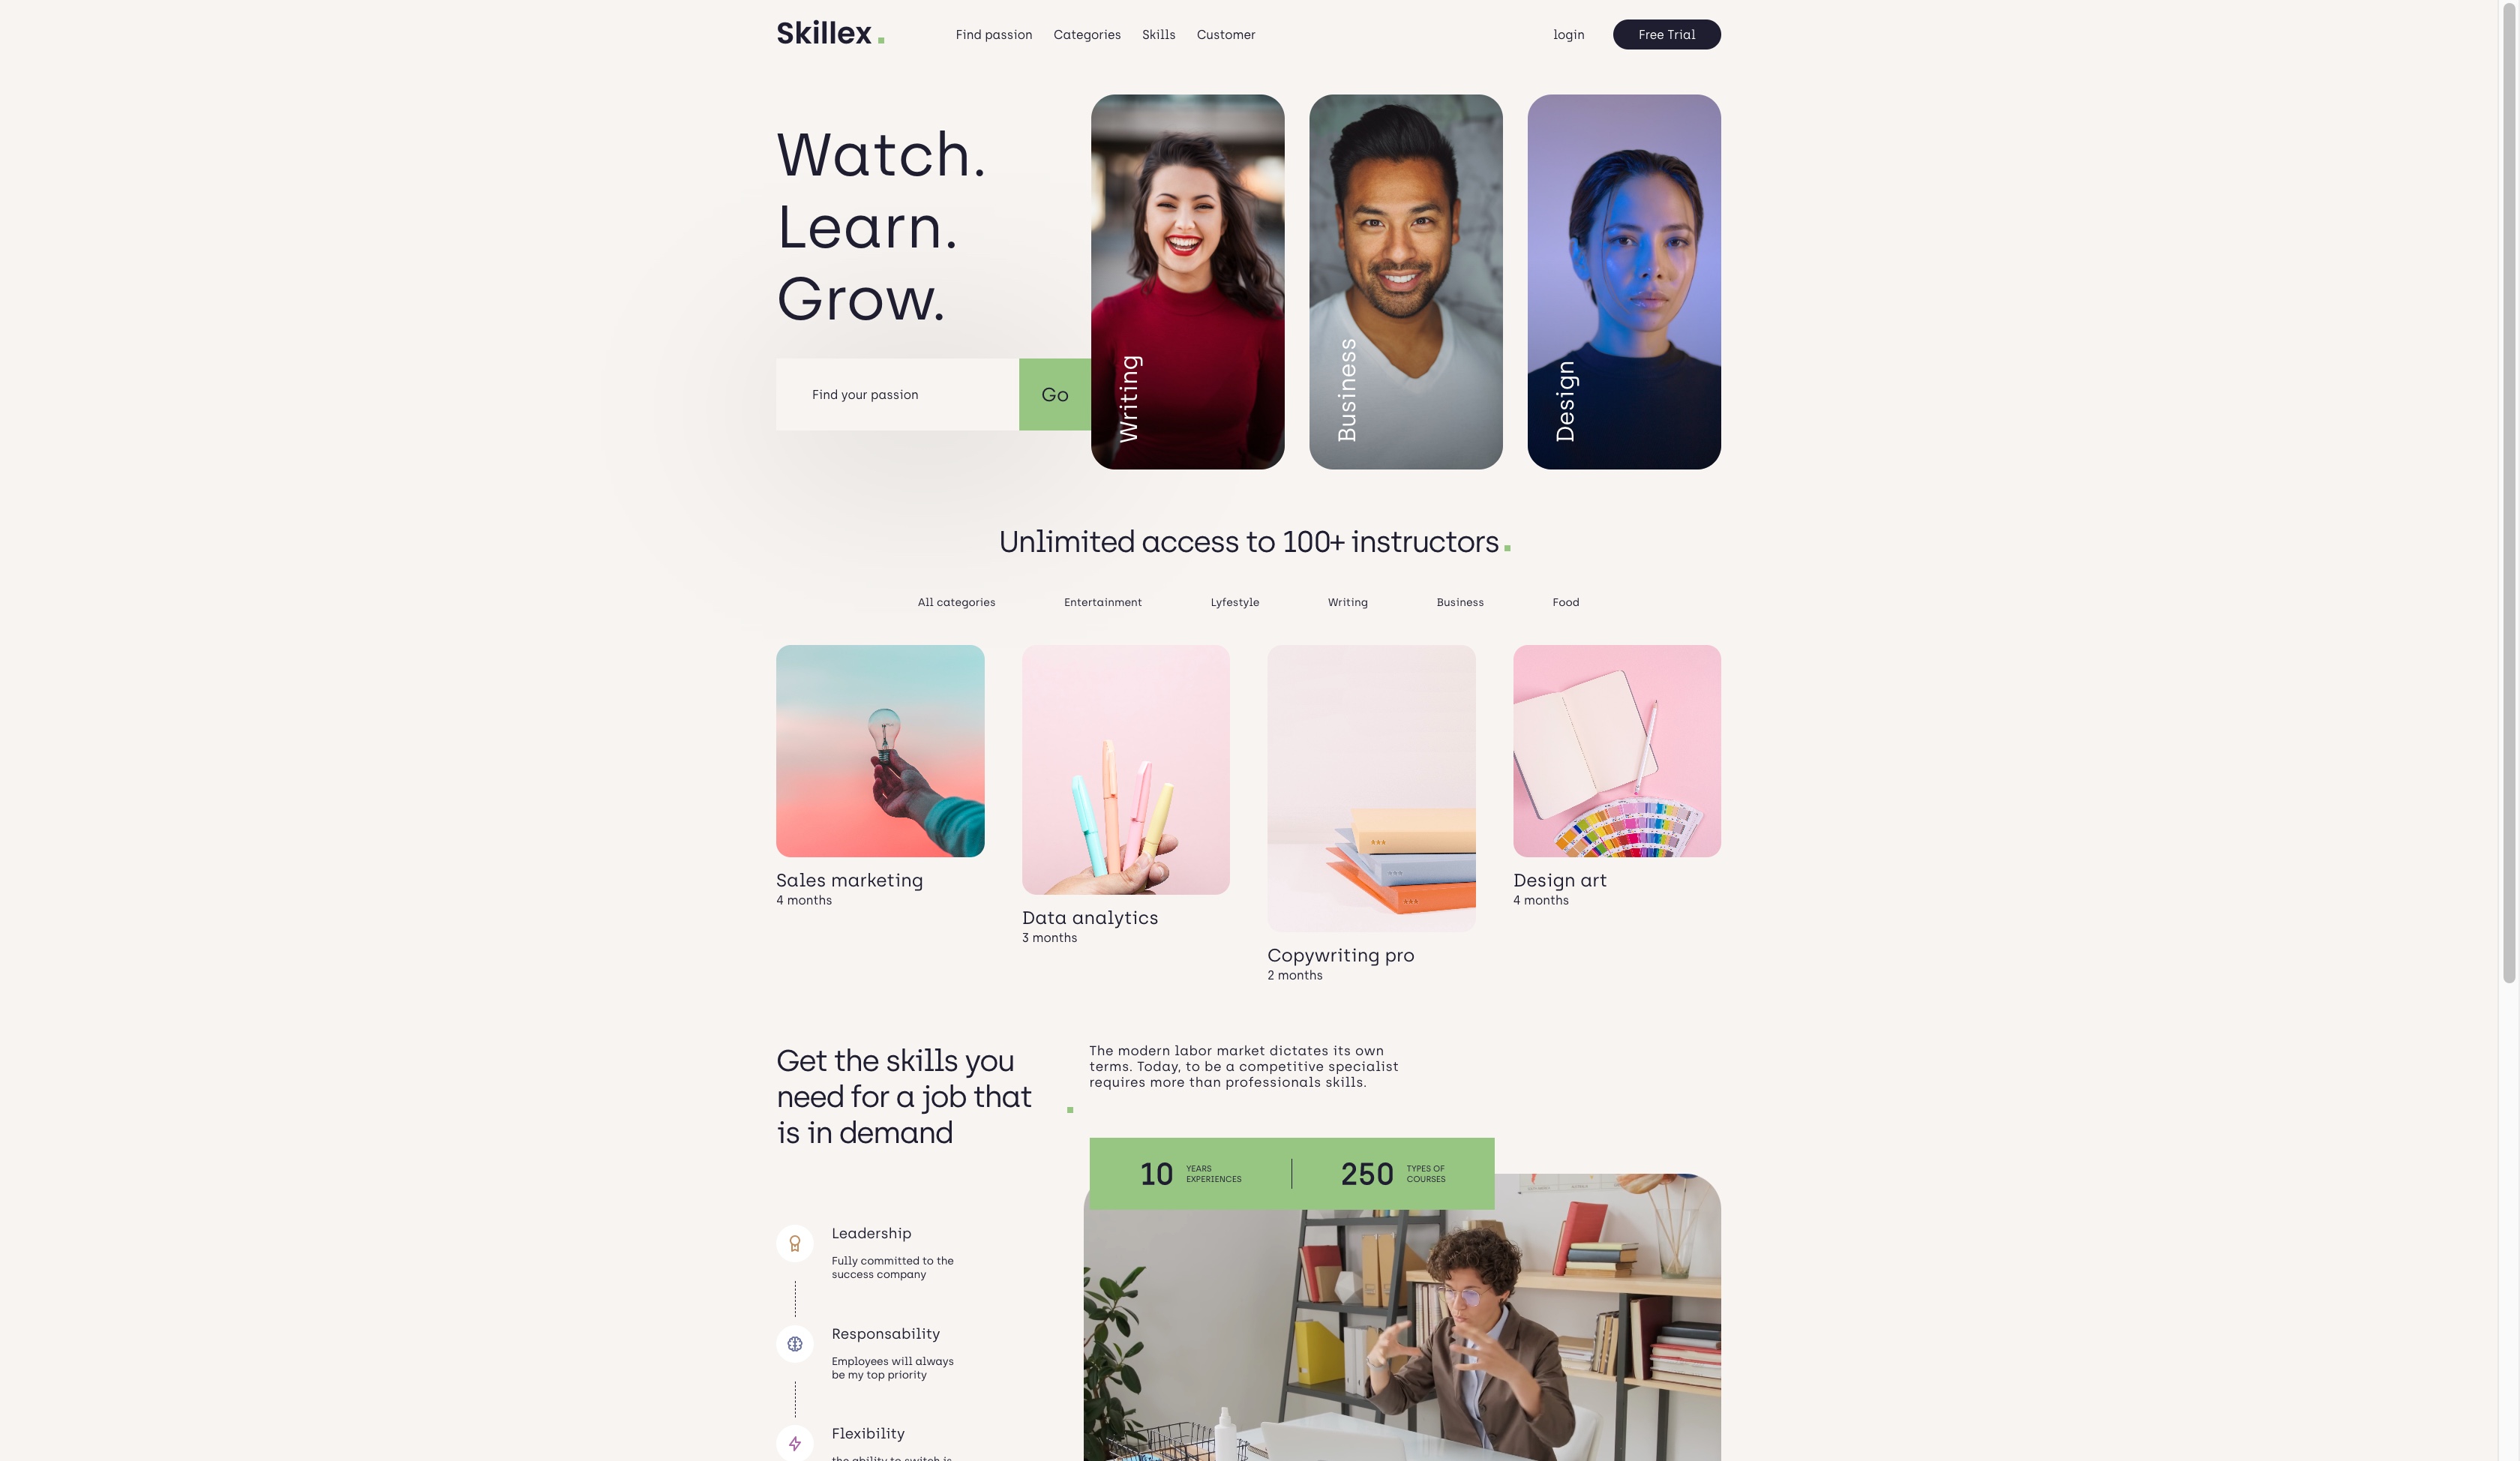 Skillex
Find passion
Categories
Skills
Customer
login
Free Trial
Watch.
Learn.
Grow.
Find your passion
Go
Writing
Business
Design
Unlimited access to 100+ instructors
All categories
Entertainment
Lyfestyle
Writing
Business
Food
Sales marketing
4 months
Data analytics
3 months
Copywriting pro
2 months
Design art
4 months
Get the skills you
need for a job that
is in demand
The modern labor market dictates its own
terms. Today, to be a competitive specialist
requires more than professionals skills.
10
YEARS
EXPERIENCES
250
TYPES OF
COURSES
Leadership
Fully committed to the
success company
Responsability
Employees will always
be my top priority
Flexibility
the ability to switch is